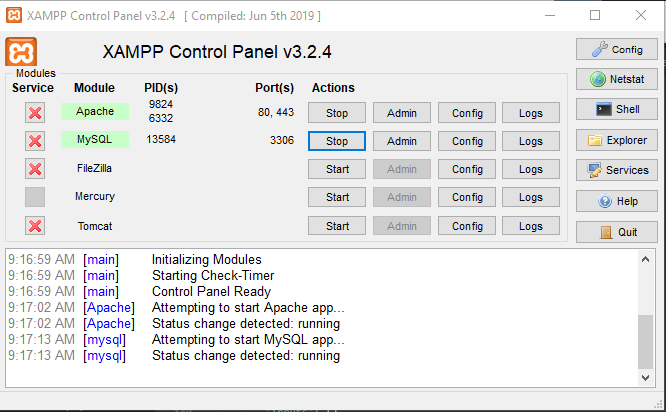 XAMPP Control Panel v3.2.4 [ Compiled: Jun 5th 2019 ]
XAMPP Control Panel v3.2.4
Config
Modules
Service Module PID(s) Port(s) Actions
Netstat
Apache 9824 6332 80, 443 Stop Admin Config Logs
Shell
MySQL 13584 3306 Stop Admin Config Logs
Explorer
FileZilla Start Admin Config Logs
Services
Mercury Start Admin Config Logs
Help
Tomcat Start Admin Config Logs
Quit
9:16:59 AM [main] Initializing Modules
9:16:59 AM [main] Starting Check-Timer
9:16:59 AM [main] Control Panel Ready
9:17:02 AM [Apache] Attempting to start Apache app...
9:17:02 AM [Apache] Status change detected: running
9:17:13 AM [mysql] Attempting to start MySQL app...
9:17:13 AM [mysql] Status change detected: running